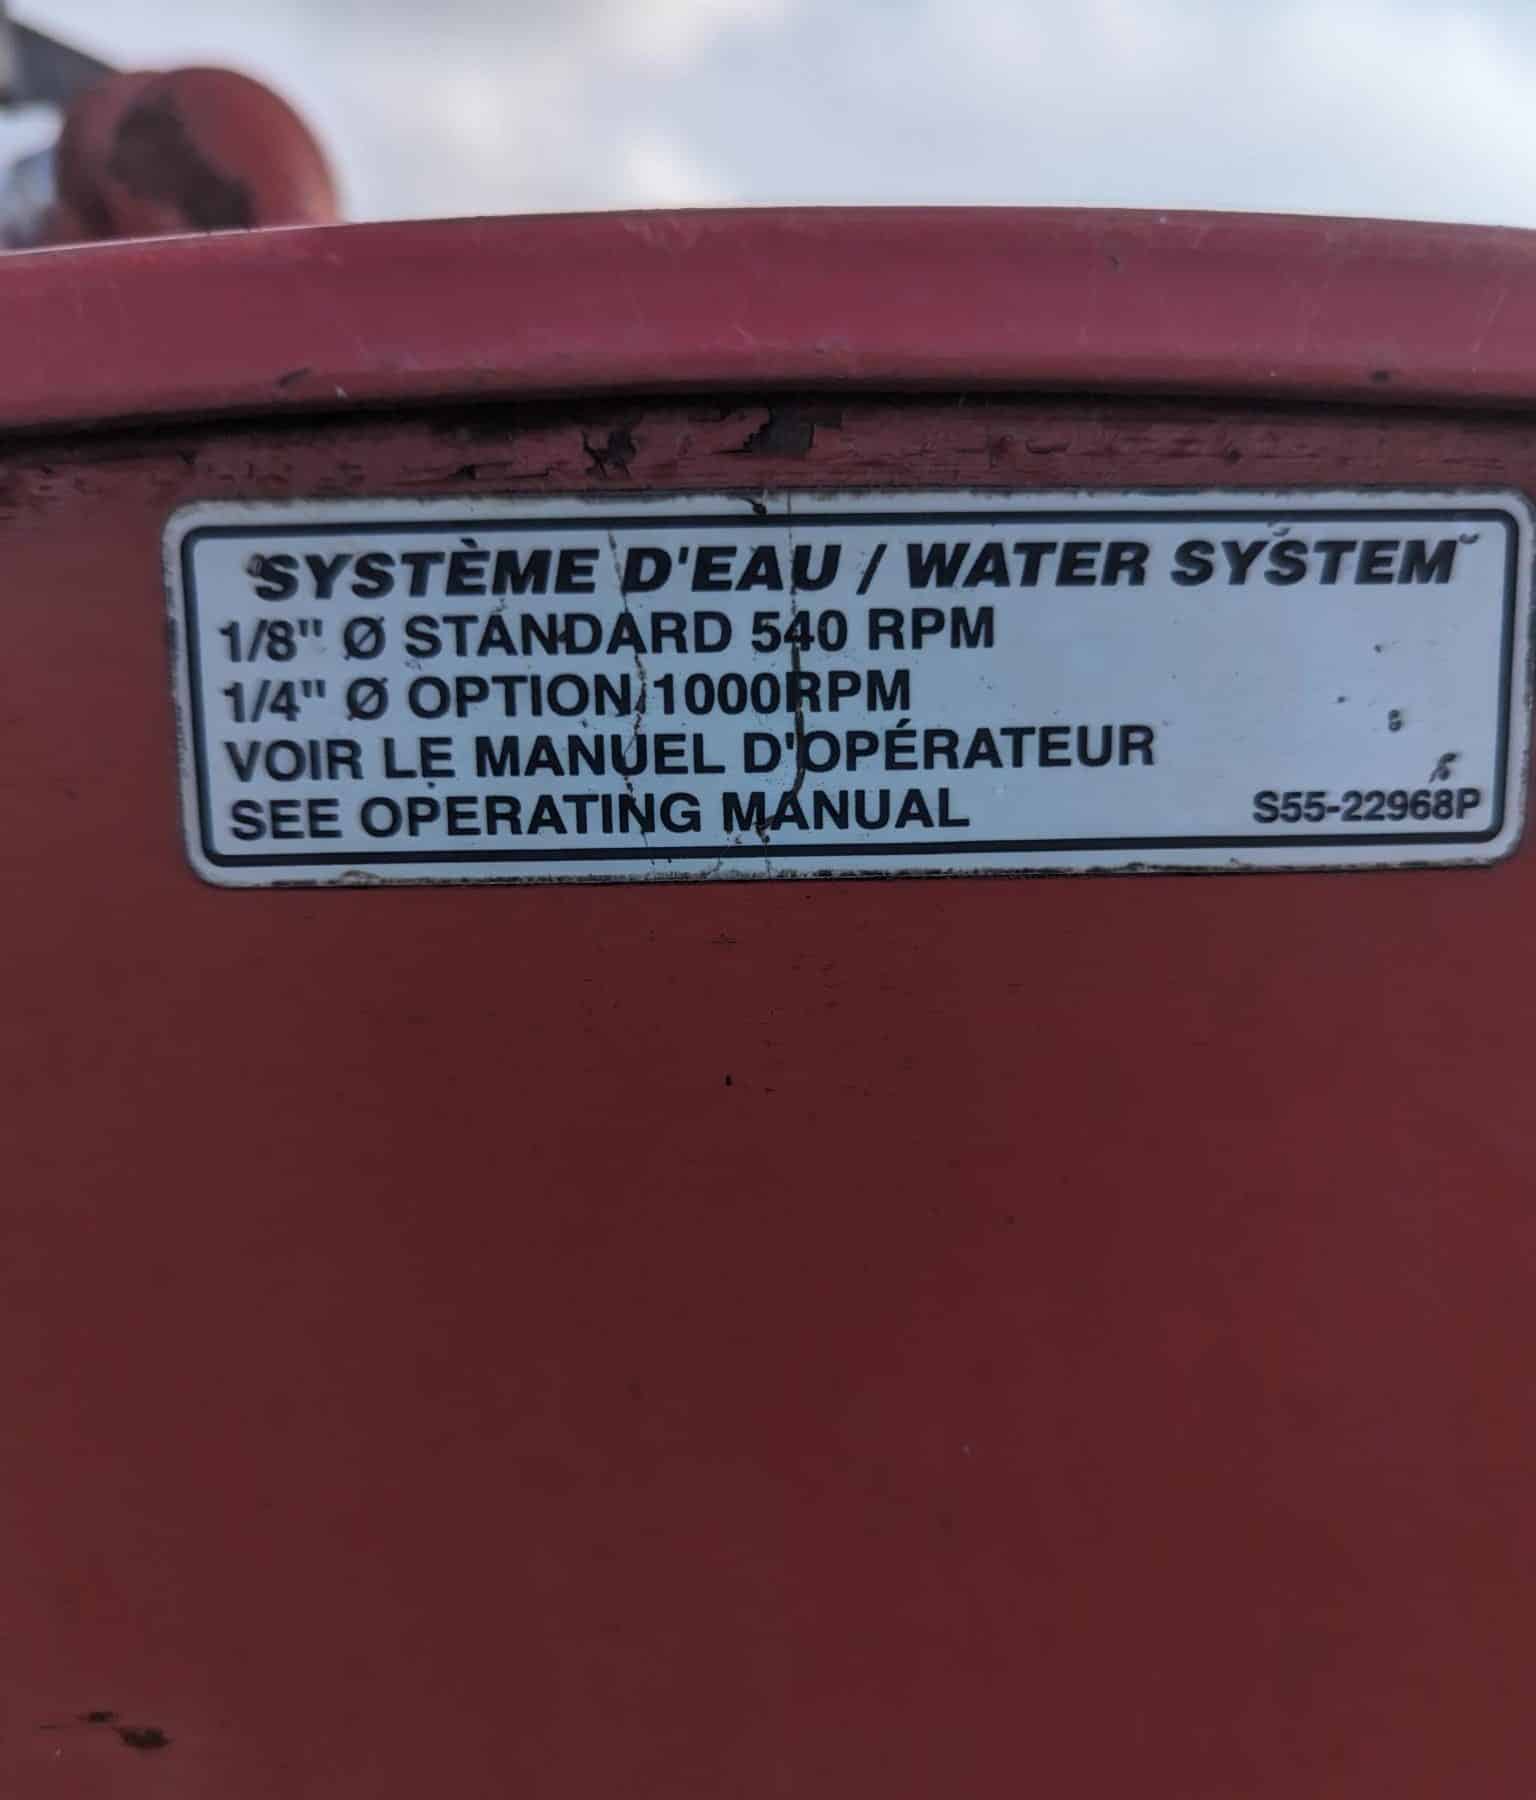 SYSTÈME D'EAU / WATER SYSTEM
1/8" Ø STANDARD 540 RPM
1/4" Ø OPTION 1000RPM
VOIR LE MANUEL D'OPÉRATEUR
SEE OPERATING MANUAL S55-22968P